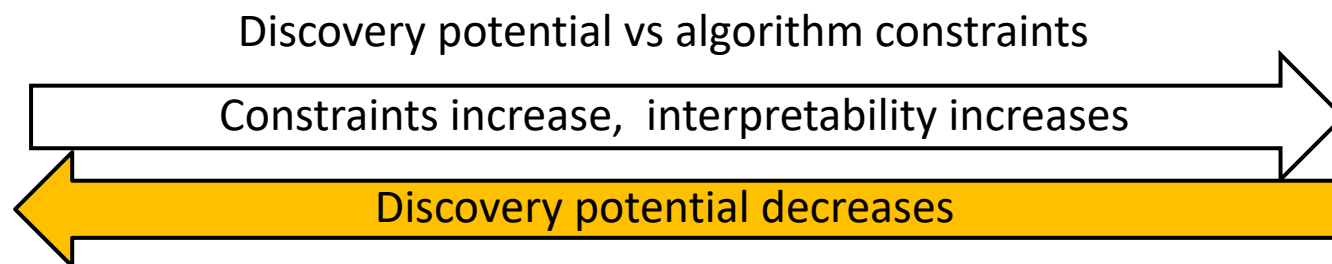 Discovery potential vs algorithm constraints
Constraints increase, interpretability increases
Discovery potential decreases